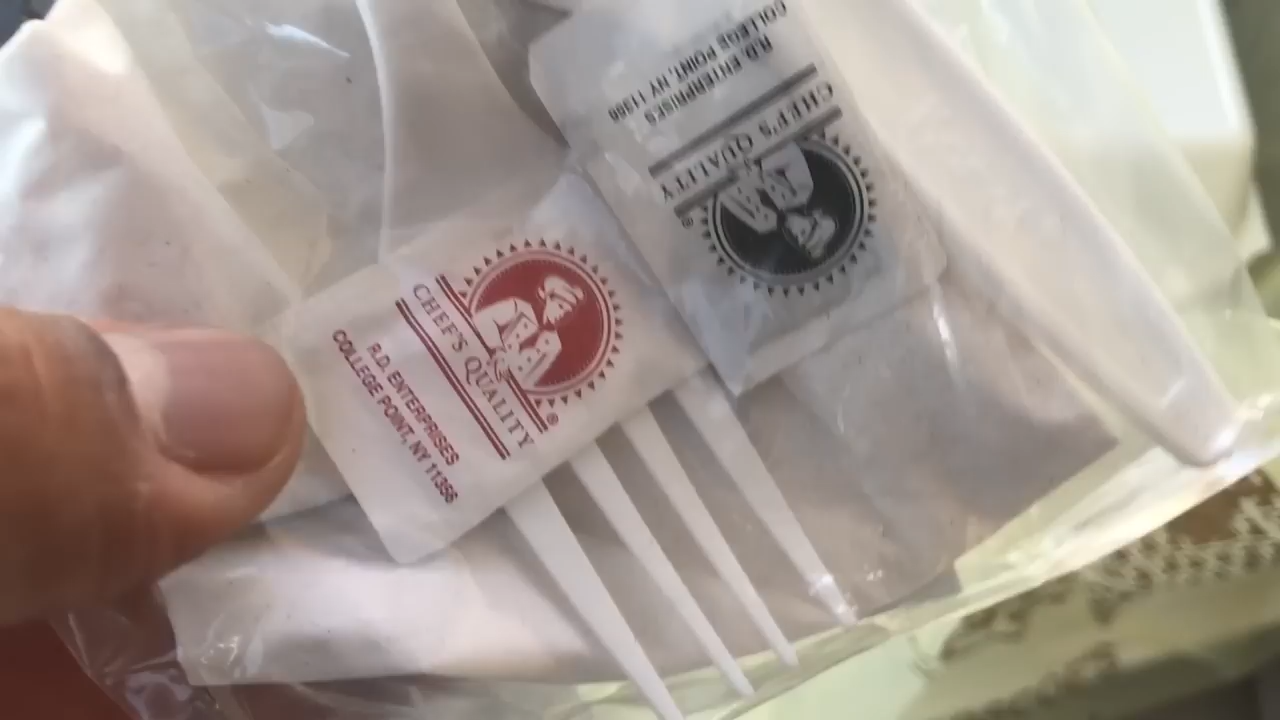 CHEF'S QUALITY
®
R.D. ENTERPRISES
COLLEGE POINT, NY 11356
CHEF'S QUALITY
®
R.D. ENTERPRISES
COLLEGE POINT, NY 11356